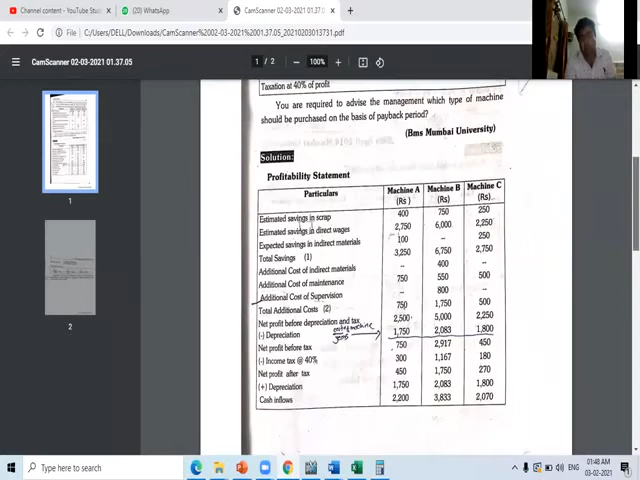 Channel content - YouTube Stud
(20) WhatsApp
CamScanner 02-03-2021 01.37.05
File | C:/Users/DELL/Downloads/CamScanner%2002-03-2021%2001.37.05_20210203013731.pdf
CamScanner 02-03-2021 01.37.05
1 / 2
100%
Taxation at 40% of profit
You are required to advise the management which type of machine
should be purchased on the basis of payback period?
(Bms Mumbai University)
Solution:
Profitability Statement
Particulars Machine A (Rs) Machine B (Rs) Machine C (Rs)
Estimated savings in scrap 400 750 250
Estimated savings in direct wages 2,750 6,000 2,250
Expected savings in indirect materials 100 -- 250
Total Savings (1) 3,250 6,750 2,750
Additional Cost of indirect materials -- 400 --
Additional Cost of maintenance 750 550 500
Additional Cost of Supervision -- 800 --
Total Additional Costs (2) 750 1,750 500
Net profit before depreciation and tax 2,500 5,000 2,250
(-) Depreciation cost of machine years 1,750 2,083 1,800
Net profit before tax 750 2,917 450
(-) Income tax @ 40% 300 1,167 180
Net profit after tax 450 1,750 270
(+) Depreciation 1,750 2,083 1,800
Cash inflows 2,200 3,833 2,070
1
2
Type here to search
ENG
01:48 AM
03-02-2021